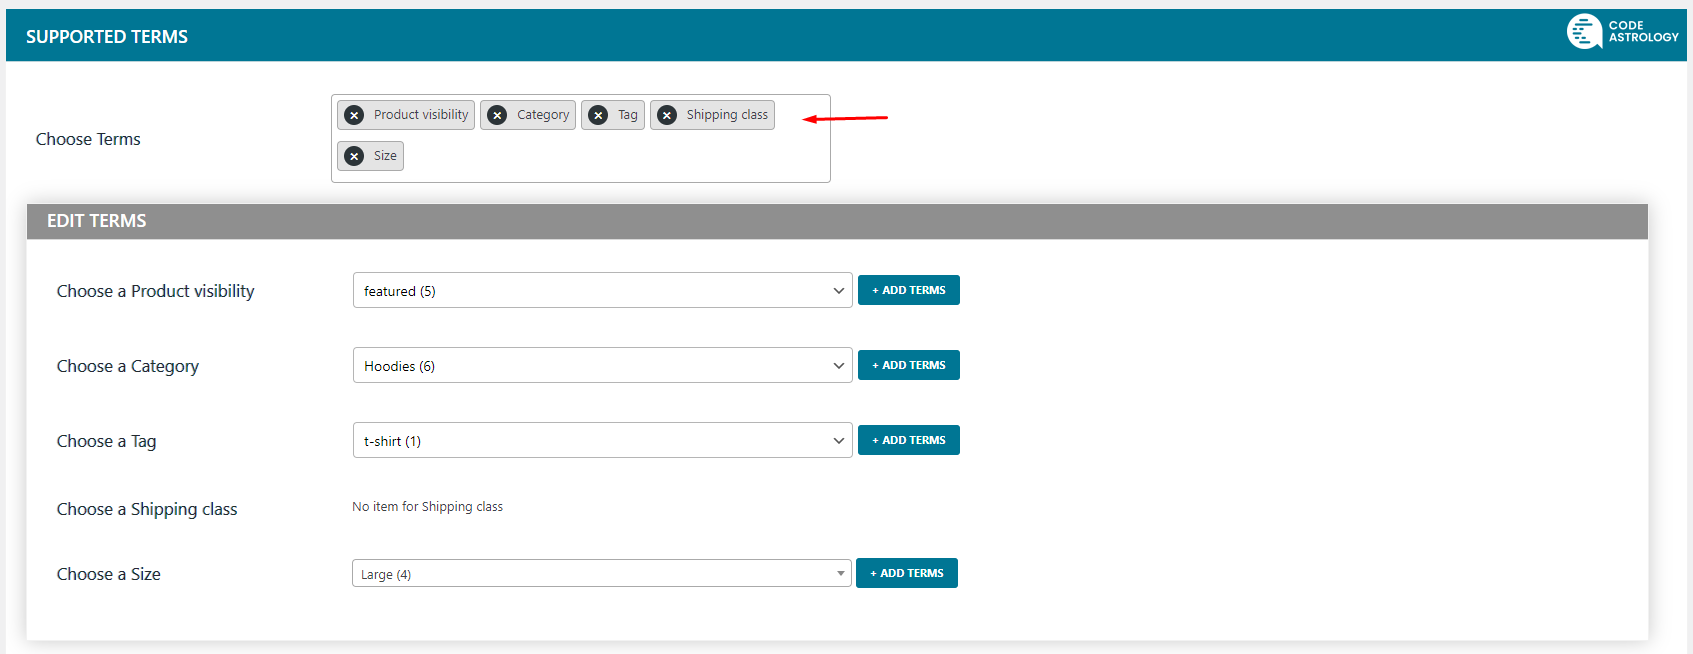 SUPPORTED TERMS
CODE
ASTROLOGY
Choose Terms
Product visibility
Category
Tag
Shipping class
Size
EDIT TERMS
Choose a Product visibility
featured (5)
+ ADD TERMS
Choose a Category
Hoodies (6)
+ ADD TERMS
Choose a Tag
t-shirt (1)
+ ADD TERMS
Choose a Shipping class
No item for Shipping class
Choose a Size
Large (4)
+ ADD TERMS